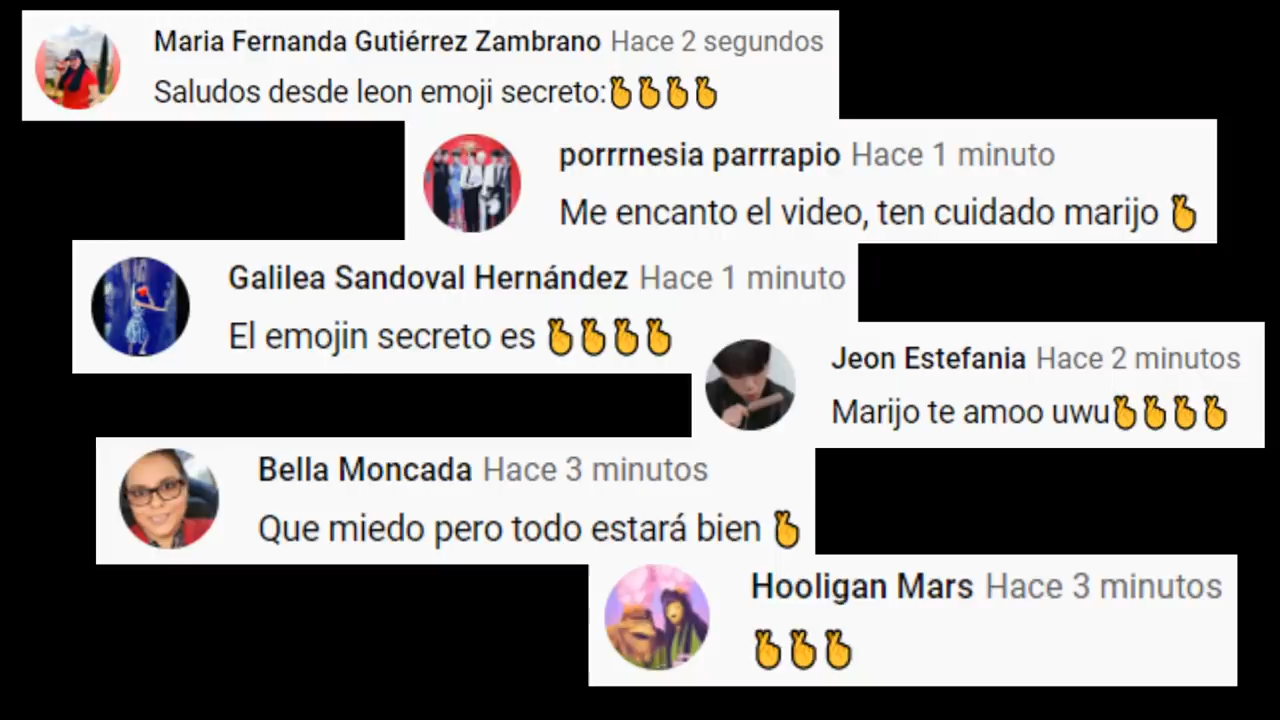 Maria Fernanda Gutiérrez Zambrano Hace 2 segundos
Saludos desde leon emoji secreto:🫰🫰🫰🫰
porrrnesia parrrapio Hace 1 minuto
Me encanto el video, ten cuidado marijo 🫰
Galilea Sandoval Hernández Hace 1 minuto
El emojin secreto es 🫰🫰🫰🫰
Jeon Estefania Hace 2 minutos
Marijo te amoo uwu🫰🫰🫰🫰
Bella Moncada Hace 3 minutos
Que miedo pero todo estará bien 🫰
Hooligan Mars Hace 3 minutos
🫰🫰🫰